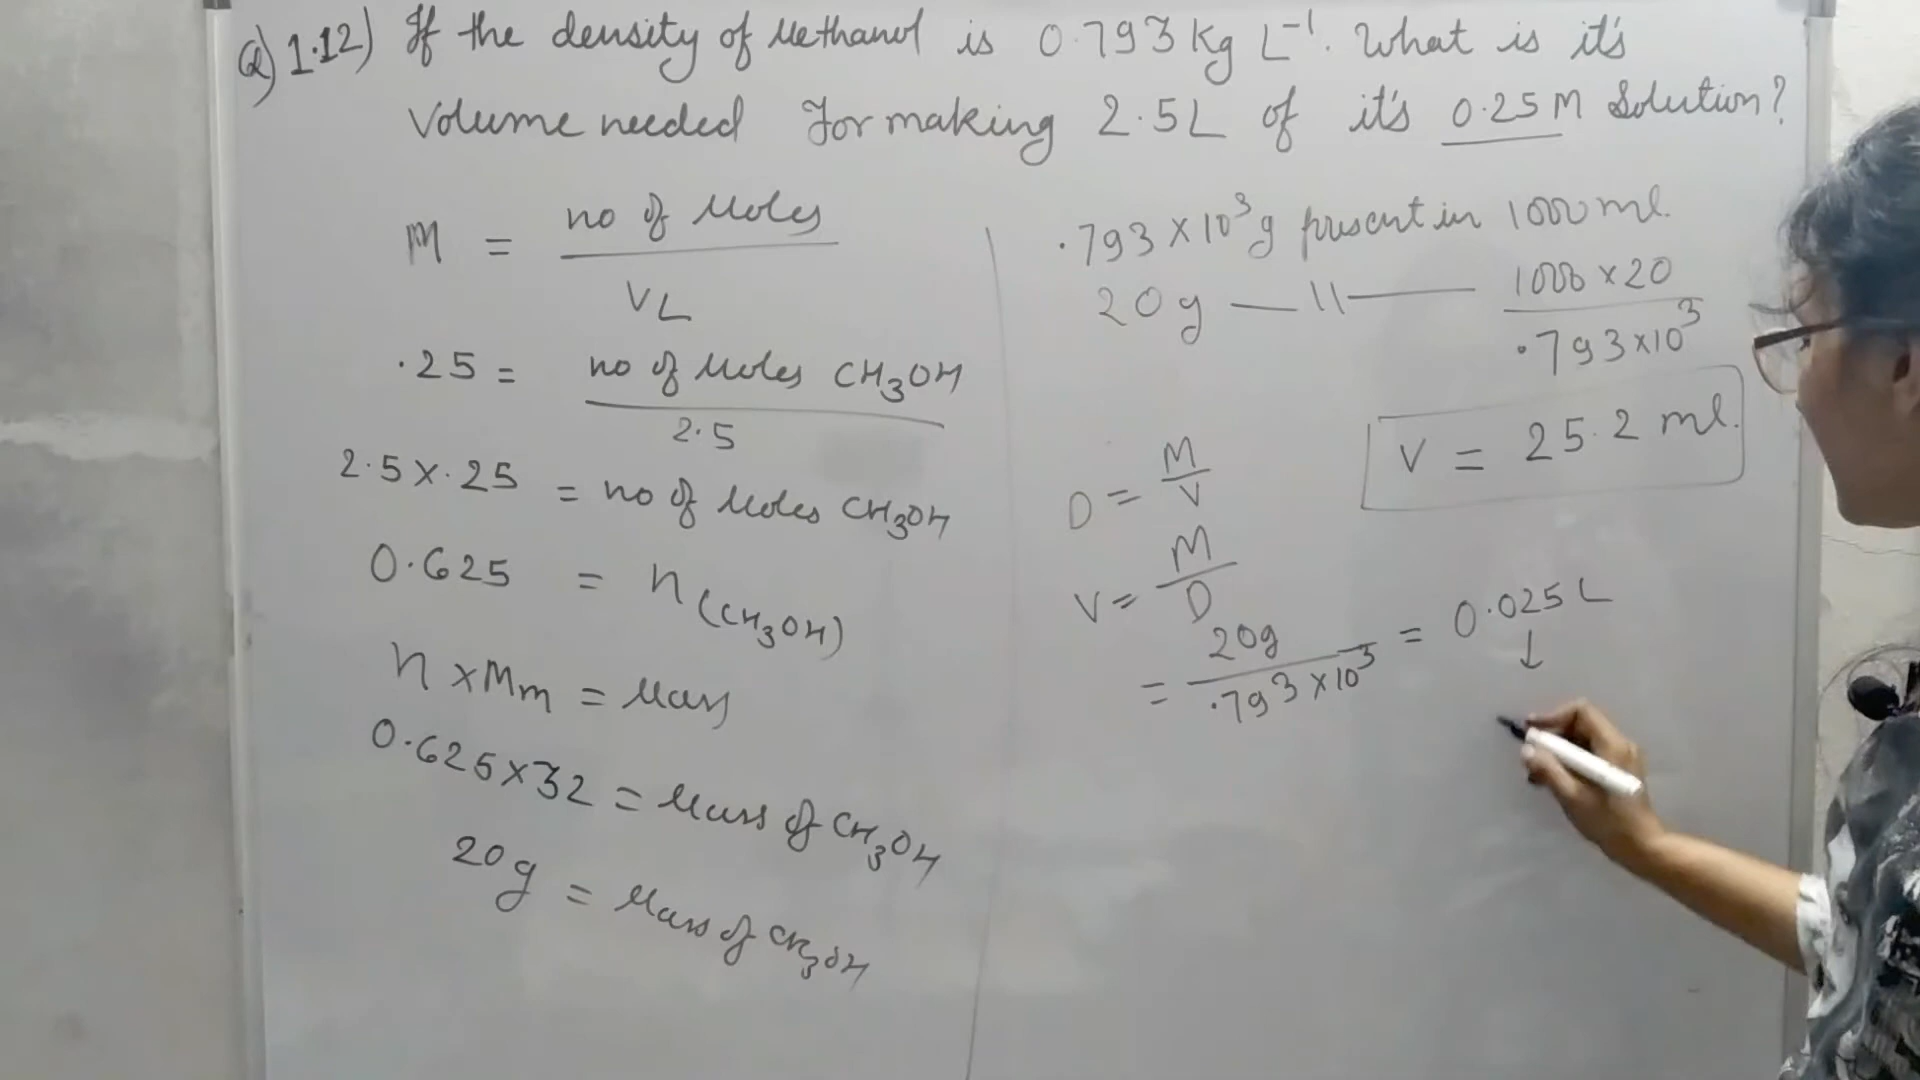 Q) 1.12) If the density of Methanol is 0.793 Kg L⁻¹. What is it's
Volume needed for making 2.5L of it's 0.25M Solution?
M = no of Moles / VL
.25 = no of Moles CH₃OH / 2.5
2.5 x .25 = no of Moles CH₃OH
0.625 = n(CH₃OH)
n x Mm = Mass
0.625 x 32 = Mass of CH₃OH
20g = Mass of CH₃OH
.793 x 10³g present in 1000 ml.
20g — 11 — 1000 x 20 / .793 x 10³
V = 25.2 ml.
D = M / V
V = M / D
= 20g / .793 x 10³ = 0.025 L
↓